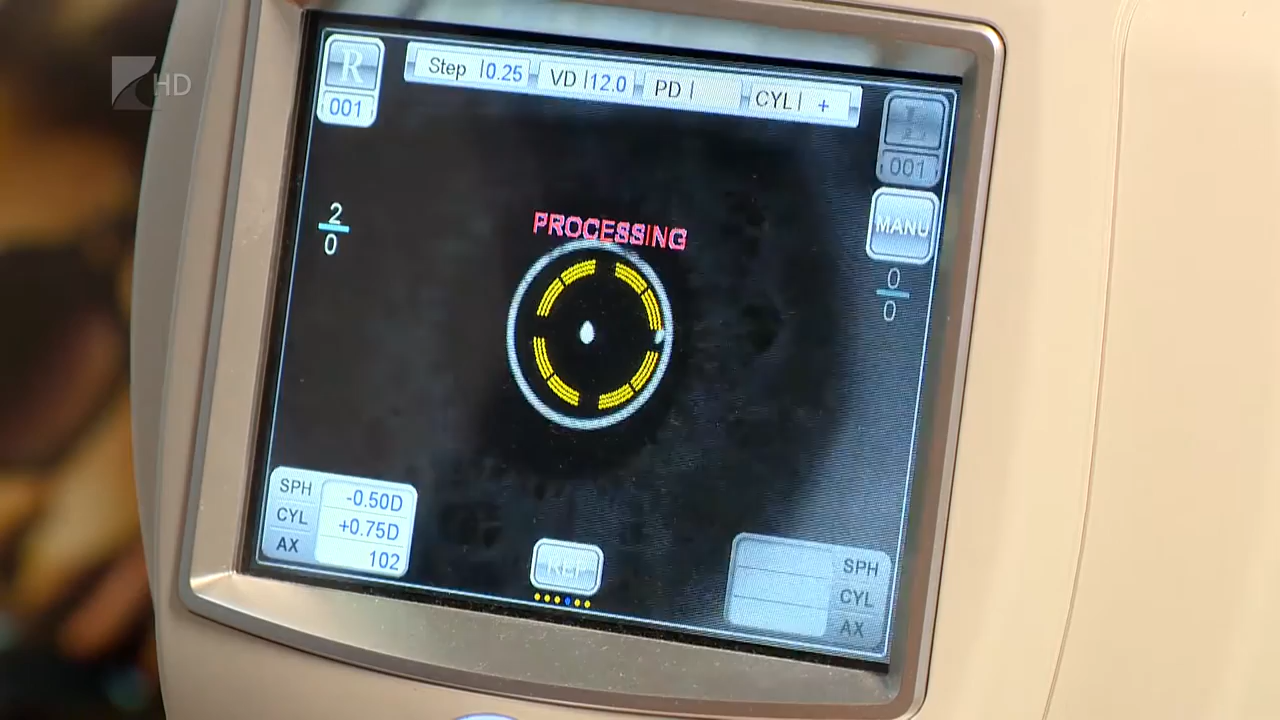 HD
R
001
Step 0.25 VD 12.0 PD CYL +
001
MANU
2
0
PROCESSING
0
0
SPH -0.50D
CYL +0.75D
AX 102
SPH
CYL
AX